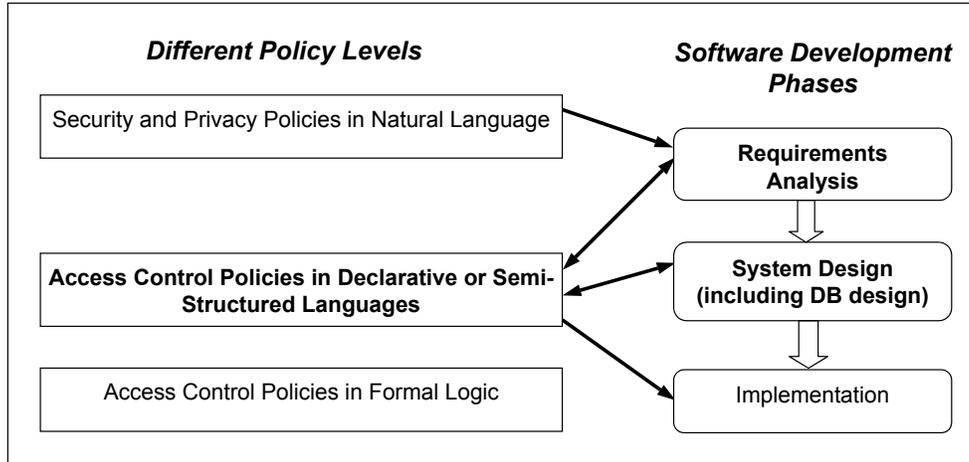 Different Policy Levels
Software Development
Phases
Security and Privacy Policies in Natural Language
Requirements
Analysis
Access Control Policies in Declarative or Semi-
Structured Languages
System Design
(including DB design)
Access Control Policies in Formal Logic
Implementation